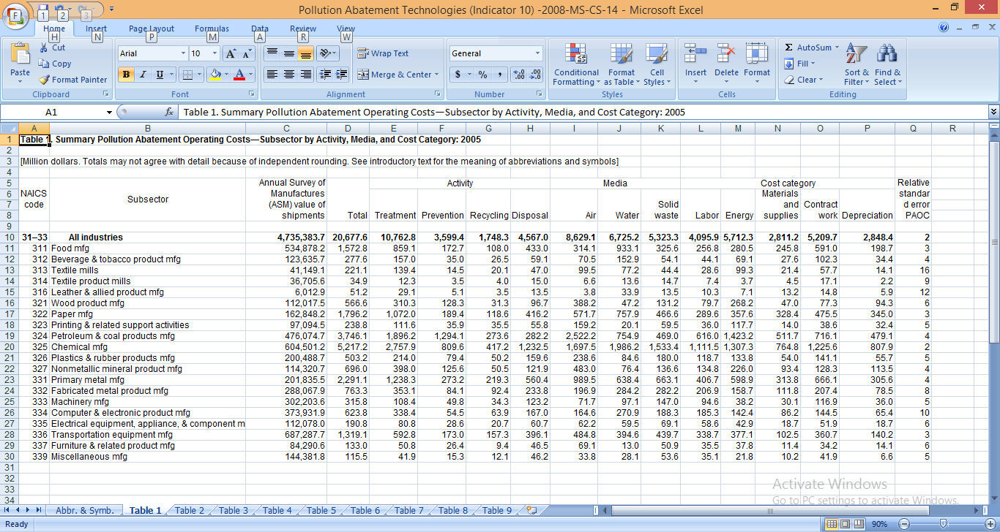 Pollution Abatement Technologies (Indicator 10) -2008-MS-CS-14 - Microsoft Excel
F 1 2 3
Home Insert Page Layout Formulas Data Review View
H N P M A R W
Paste Cut Copy Format Painter Clipboard
Arial 10 B I U Font
Wrap Text Merge & Center Alignment
General $ % , Number
Conditional Formatting Format as Table Cell Styles Styles
Insert Delete Format Cells
AutoSum Fill Clear Sort & Filter Find & Select Editing
A1 fx Table 1. Summary Pollution Abatement Operating Costs—Subsector by Activity, Media, and Cost Category: 2005
A B C D E F G H I J K L M N O P Q R
1 Table 1. Summary Pollution Abatement Operating Costs—Subsector by Activity, Media, and Cost Category: 2005
2
3 [Million dollars. Totals may not agree with detail because of independent rounding. See introductory text for the meaning of abbreviations and symbols]
4
5 Annual Survey of Activity Media Cost category Relative
6 NAICS Manufactures Materials standar
7 code Subsector (ASM) value of Solid and Contract d error
8 shipments Total Treatment Prevention Recycling Disposal Air Water waste Labor Energy supplies work Depreciation PAOC
9
10 31–33 All industries 4,735,383.7 20,677.6 10,762.8 3,599.4 1,748.3 4,567.0 8,629.1 6,725.2 5,323.3 4,095.9 5,712.3 2,811.2 5,209.7 2,848.4 2
11 311 Food mfg 534,878.2 1,572.8 859.1 172.7 108.0 433.0 314.1 933.1 325.6 256.8 280.5 245.8 591.0 198.7 3
12 312 Beverage & tobacco product mfg 123,635.7 277.6 157.0 35.0 26.5 59.1 70.5 152.9 54.1 44.1 69.1 27.6 102.3 34.4 4
13 313 Textile mills 41,149.1 221.1 139.4 14.5 20.1 47.0 99.5 77.2 44.4 28.6 99.3 21.4 57.7 14.1 16
14 314 Textile product mills 36,705.6 34.9 12.3 3.5 4.0 15.0 6.6 13.6 14.7 7.4 3.7 4.5 17.1 2.2 9
15 316 Leather & allied product mfg 6,012.9 51.2 29.1 5.1 3.5 13.5 3.8 33.9 13.5 10.3 7.1 13.2 14.8 5.9 12
16 321 Wood product mfg 112,017.5 566.6 310.3 128.3 31.3 96.7 388.2 47.2 131.2 79.7 268.2 47.0 77.3 94.3 6
17 322 Paper mfg 162,848.2 1,796.2 1,072.0 189.4 118.6 416.2 571.7 757.9 466.6 289.6 357.6 328.4 475.5 345.0 3
18 323 Printing & related support activities 97,094.5 238.8 111.6 35.9 35.5 55.8 159.2 20.1 59.5 36.0 117.7 14.0 38.6 32.4 5
19 324 Petroleum & coal products mfg 476,074.7 3,746.1 1,896.2 1,294.1 273.6 282.2 2,522.2 754.9 469.0 616.0 1,423.2 511.7 716.1 479.1 4
20 325 Chemical mfg 604,501.2 5,217.2 2,757.9 809.6 417.2 1,232.5 1,697.5 1,986.2 1,533.4 1,111.5 1,307.3 764.8 1,225.6 807.9 2
21 326 Plastics & rubber products mfg 200,488.7 503.2 214.0 79.4 50.2 159.6 238.6 84.6 180.0 118.7 133.8 54.0 141.1 55.7 5
22 327 Nonmetallic mineral product mfg 114,320.7 696.0 398.0 125.6 50.5 121.9 483.0 76.4 136.6 134.8 226.0 93.4 128.3 113.5 4
23 331 Primary metal mfg 201,835.5 2,291.1 1,238.3 273.2 219.3 560.4 989.5 638.4 663.1 406.7 598.9 313.8 666.1 305.6 4
24 332 Fabricated metal product mfg 288,067.9 763.3 353.1 84.1 92.4 233.8 196.9 284.2 282.2 206.9 158.7 111.8 207.4 78.5 8
25 333 Machinery mfg 302,203.6 315.8 108.4 49.8 34.3 123.2 71.7 97.1 147.0 94.6 38.2 30.1 116.9 36.0 5
26 334 Computer & electronic product mfg 373,931.9 623.8 338.4 54.5 63.9 167.0 164.6 270.9 188.3 185.3 142.4 86.2 144.5 65.4 10
27 335 Electrical equipment, appliance, & component m 112,078.0 190.8 80.8 28.6 20.7 60.7 62.2 59.5 69.1 58.6 42.9 18.7 51.9 18.7 6
28 336 Transportation equipment mfg 687,287.7 1,319.1 592.8 173.0 157.3 396.1 484.8 394.6 439.7 338.7 377.1 102.5 360.7 140.2 3
29 337 Furniture & related product mfg 84,290.6 133.0 50.8 26.4 9.4 46.5 69.1 13.0 50.9 35.5 37.8 11.4 34.2 14.1 6
30 339 Miscellaneous mfg 144,381.8 115.5 41.9 15.3 12.1 46.2 33.8 28.1 53.6 35.1 21.8 10.2 41.9 6.6 5
31
32
33
34
Activate Windows
Go to PC settings to activate Windows.
Abbr. & Symb. Table 1 Table 2 Table 3 Table 4 Table 5 Table 6 Table 7 Table 8 Table 9
Ready 90%